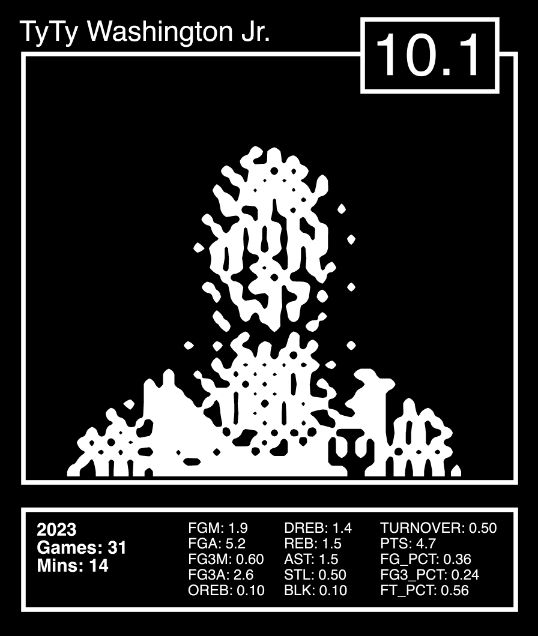 TyTy Washington Jr.
10.1
2023
Games: 31
Mins: 14
FGM: 1.9
FGA: 5.2
FG3M: 0.60
FG3A: 2.6
OREB: 0.10
DREB: 1.4
REB: 1.5
AST: 1.5
STL: 0.50
BLK: 0.10
TURNOVER: 0.50
PTS: 4.7
FG_PCT: 0.36
FG3_PCT: 0.24
FT_PCT: 0.56